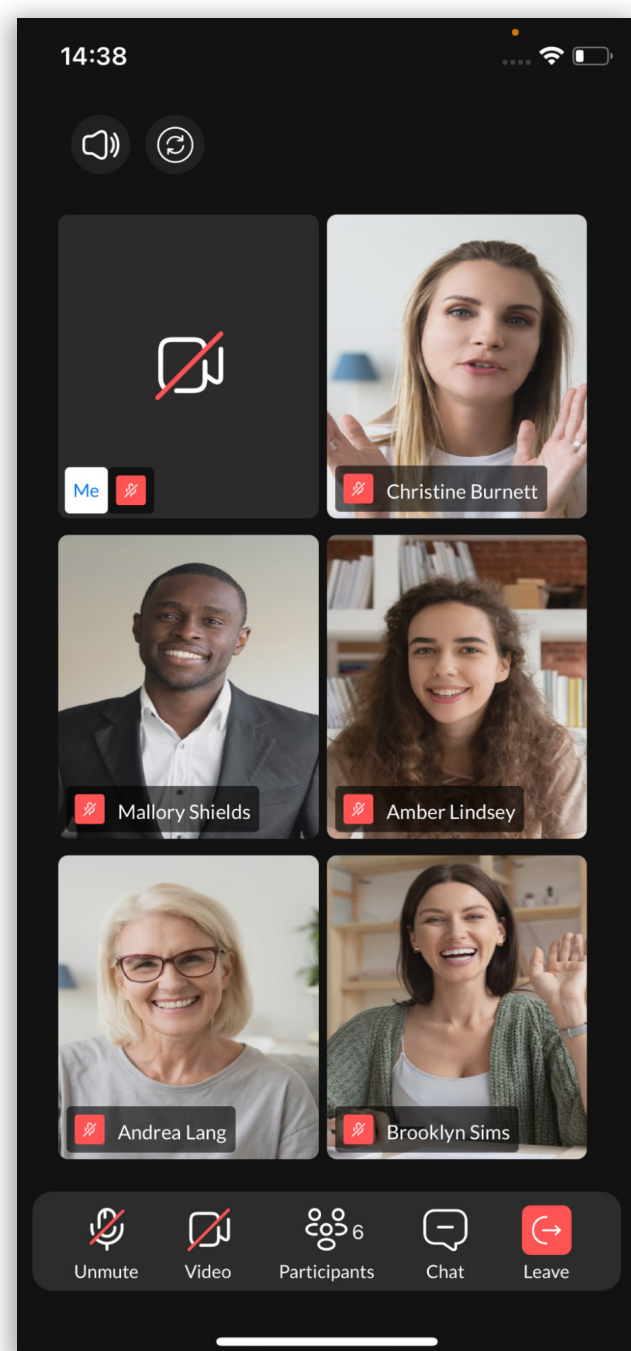 14:38
Me
Christine Burnett
Mallory Shields
Amber Lindsey
Andrea Lang
Brooklyn Sims
6
Unmute
Video
Participants
Chat
Leave